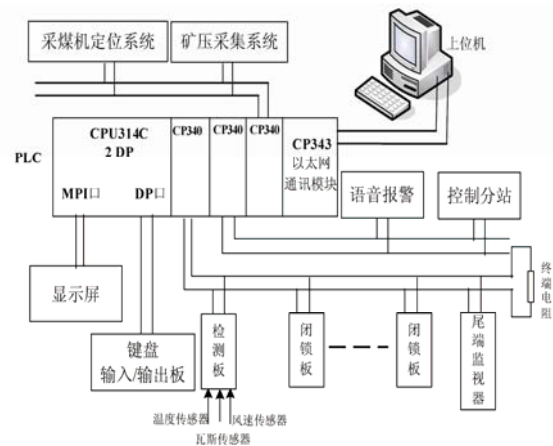 采煤机定位系统
矿压采集系统
上位机
PLC
CPU314C
2 DP
MPI口
DP口
CP340
CP340
CP340
CP343
以太网
通讯模块
语音报警
控制分站
显示屏
键盘
输入/输出板
检测板
闭锁板
闭锁板
尾端监视器
终端电阻
温度传感器
风速传感器
瓦斯传感器